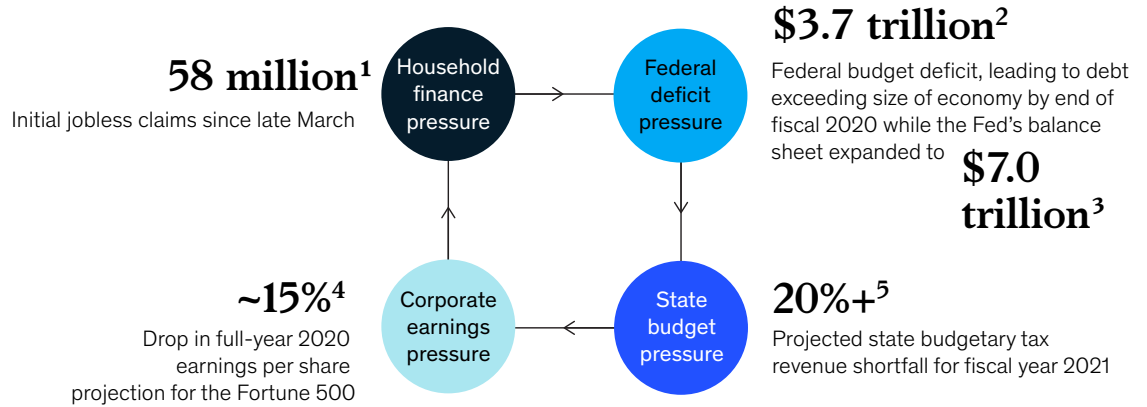 58 million¹
Initial jobless claims since late March
Household
finance
pressure
Federal
deficit
pressure
$3.7 trillion²
Federal budget deficit, leading to debt
exceeding size of economy by end of
fiscal 2020 while the Fed’s balance
sheet expanded to
$7.0
trillion³
~15%⁴
Drop in full-year 2020
earnings per share
projection for the Fortune 500
Corporate
earnings
pressure
State
budget
pressure
20%+⁵
Projected state budgetary tax
revenue shortfall for fiscal year 2021